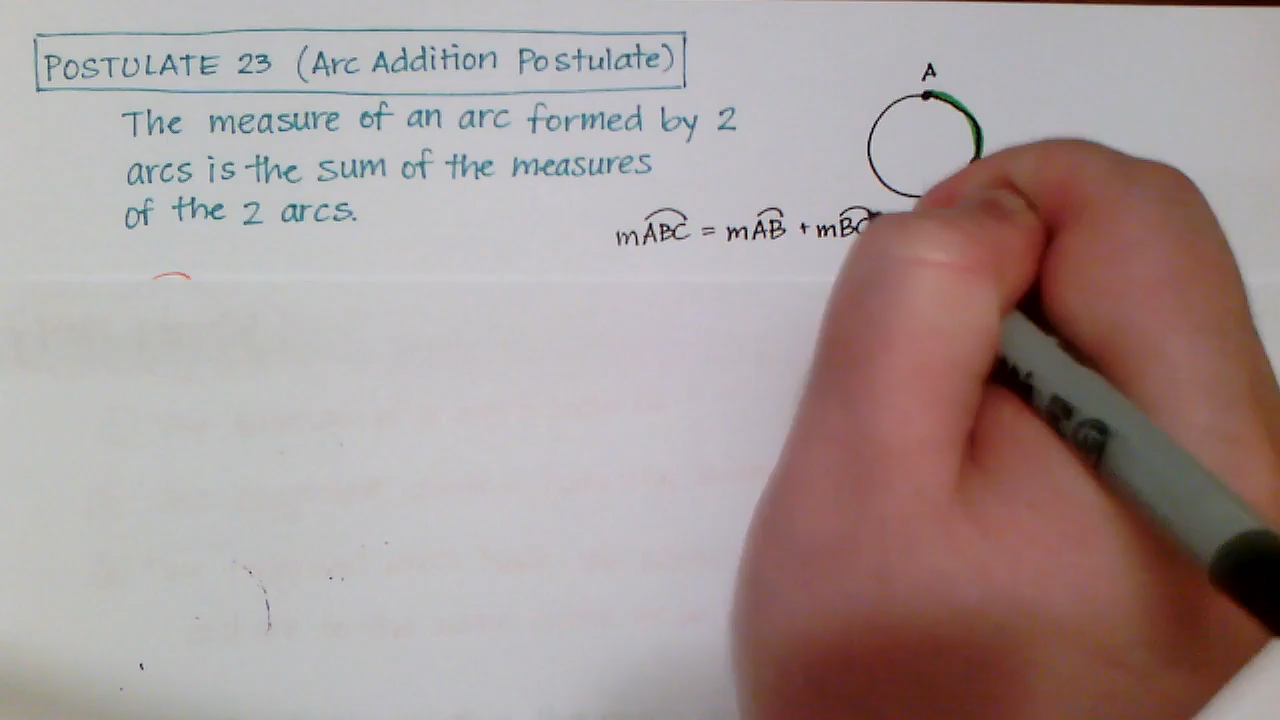 POSTULATE 23 (Arc Addition Postulate)
The measure of an arc formed by 2
arcs is the sum of the measures
of the 2 arcs.
A
mABC = mAB + mBC